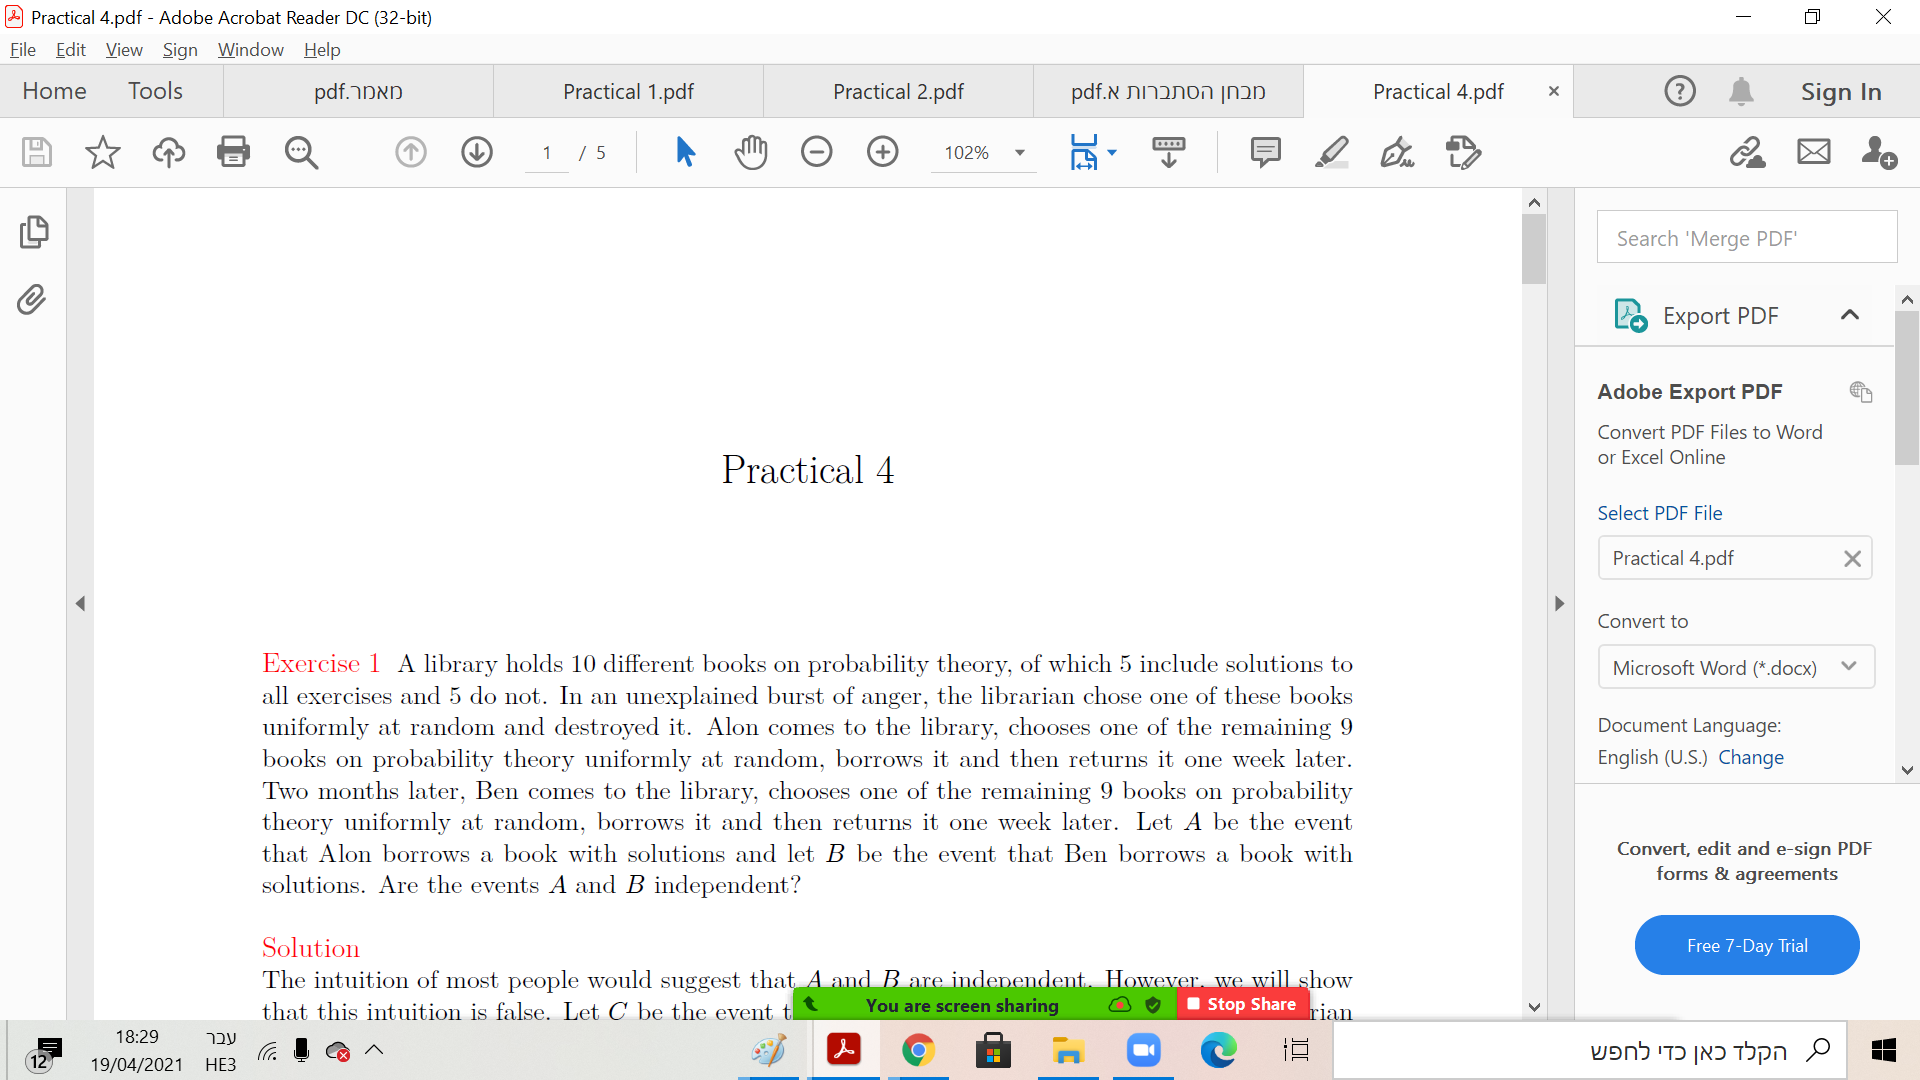 Practical 4.pdf - Adobe Acrobat Reader DC (32-bit)
File Edit View Sign Window Help
Home Tools מאמר.pdf Practical 1.pdf Practical 2.pdf מבחן הסתברות א.pdf Practical 4.pdf × Sign In
1 / 5 102%
Search 'Merge PDF'
Export PDF
Adobe Export PDF
Convert PDF Files to Word
or Excel Online
Select PDF File
Practical 4.pdf
Convert to
Microsoft Word (*.docx)
Document Language:
English (U.S.) Change
Convert, edit and e-sign PDF
forms & agreements
Free 7-Day Trial
Practical 4
Exercise 1 A library holds 10 different books on probability theory, of which 5 include solutions to
all exercises and 5 do not. In an unexplained burst of anger, the librarian chose one of these books
uniformly at random and destroyed it. Alon comes to the library, chooses one of the remaining 9
books on probability theory uniformly at random, borrows it and then returns it one week later.
Two months later, Ben comes to the library, chooses one of the remaining 9 books on probability
theory uniformly at random, borrows it and then returns it one week later. Let A be the event
that Alon borrows a book with solutions and let B be the event that Ben borrows a book with
solutions. Are the events A and B independent?
Solution
The intuition of most people would suggest that A and B are independent. However, we will show
that this intuition is false. Let C be the event t
rian
You are screen sharing Stop Share
12
18:29
19/04/2021
עבר
HE3
הקלד כאן כדי לחפש